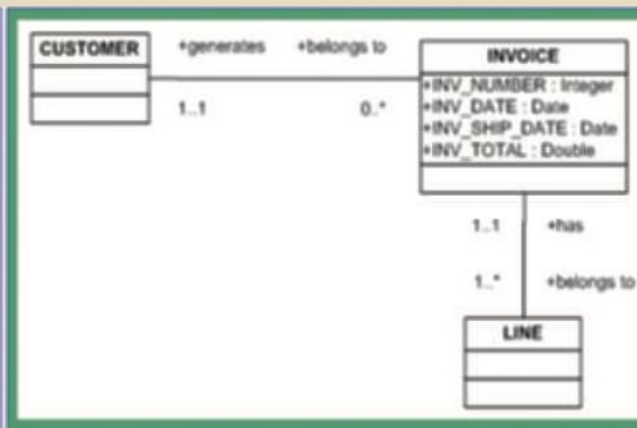 CUSTOMER
+generates
+belongs to
1..1
0..*
INVOICE
+INV_NUMBER : Integer
+INV_DATE : Date
+INV_SHIP_DATE : Date
+INV_TOTAL : Double
1..1
+has
1..*
+belongs to
LINE